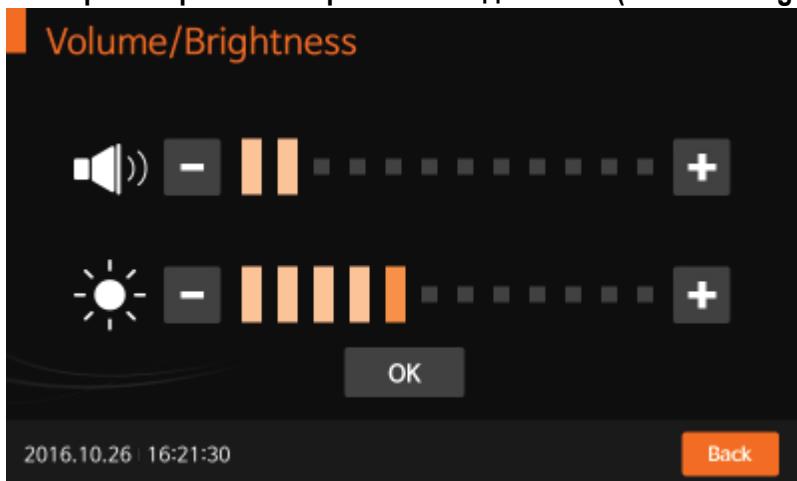 Volume/Brightness
- +
- +
OK
2016.10.26 16:21:30
Back